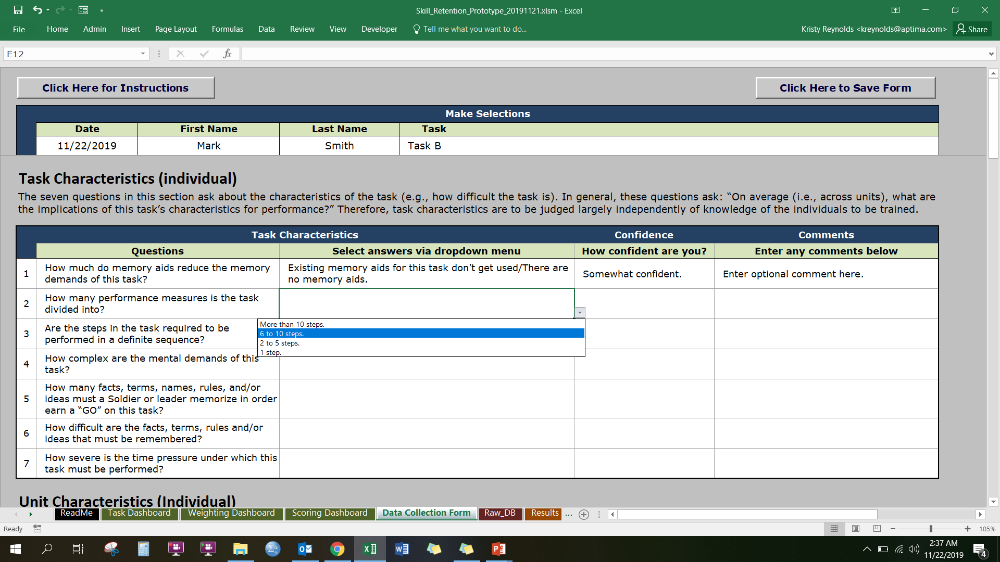 Skill_Retention_Prototype_20191121.xlsm - Excel
File Home Admin Insert Page Layout Formulas Data Review View Developer Tell me what you want to do... Kristy Reynolds <kreynolds@aptima.com> Share
E12 fx
Click Here for Instructions Click Here to Save Form
Make Selections
Date First Name Last Name Task
11/22/2019 Mark Smith Task B
Task Characteristics (individual)
The seven questions in this section ask about the characteristics of the task (e.g., how difficult the task is). In general, these questions ask: “On average (i.e., across units), what are
the implications of this task’s characteristics for performance?” Therefore, task characteristics are to be judged largely independently of knowledge of the individuals to be trained.
Task Characteristics Confidence Comments
Questions Select answers via dropdown menu How confident are you? Enter any comments below
1 How much do memory aids reduce the memory
demands of this task?
Existing memory aids for this task don’t get used/There are
no memory aids.
Somewhat confident.
Enter optional comment here.
2 How many performance measures is the task
divided into?
More than 10 steps.
6 to 10 steps.
2 to 5 steps.
1 step.
3 Are the steps in the task required to be
performed in a definite sequence?
4 How complex are the mental demands of this
task?
5 How many facts, terms, names, rules, and/or
ideas must a Soldier or leader memorize in order
earn a “GO” on this task?
6 How difficult are the facts, terms, rules and/or
ideas that must be remembered?
7 How severe is the time pressure under which this
task must be performed?
Unit Characteristics (Individual)
ReadMe Task Dashboard Weighting Dashboard Scoring Dashboard Data Collection Form Raw_DB Results ...
Ready 105%
2:37 AM
11/22/2019
4